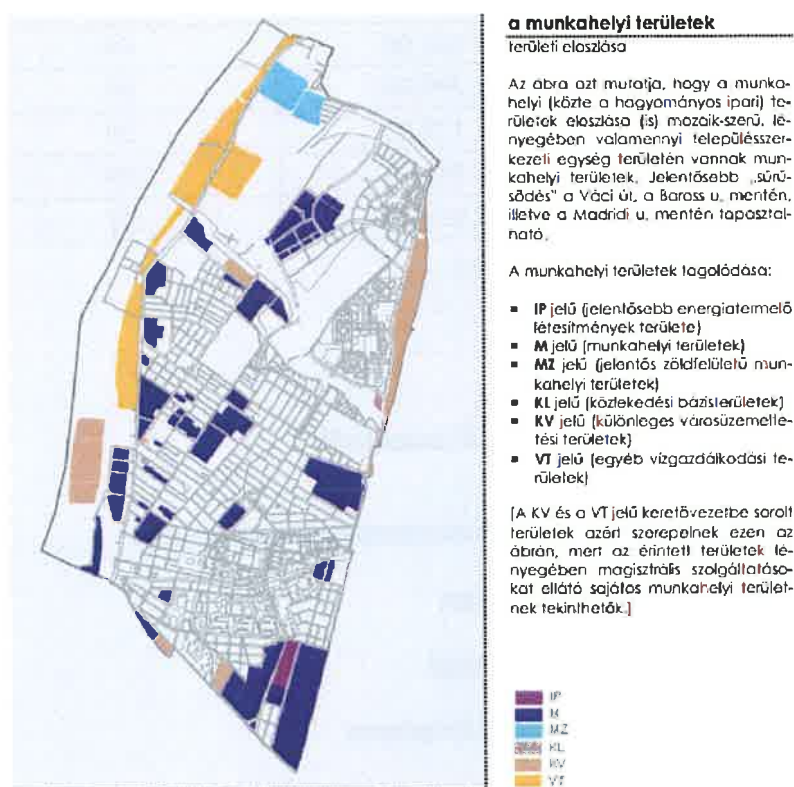 a munkahelyi területek
területi eloszlása
Az ábra azt mutatja, hogy a munka-
helyi (közte a hagyományos ipari) te-
rületek eloszlása (is) mozaik-szerű, lé-
nyegében valamennyi településszer-
kezeti egység területén vannak mun-
kahelyi területek. Jelentősebb „sűrű-
södés” a Váci út, a Baross u. mentén,
illetve a Madridi u. mentén tapasztal-
ható.
A munkahelyi területek tagolódása:
▪ IP jelű (jelentősebb energiatermelő
létesítmények területe)
▪ M jelű (munkahelyi területek)
▪ MZ jelű (jelentős zöldfelületű mun-
kahelyi területek)
▪ KL jelű (közlekedési bázisterületek)
▪ KV jelű (különleges városüzemelte-
tési területek)
▪ VT jelű (egyéb vízgazdálkodási te-
rületek)
[A KV és a VT jelű keretövezetbe sorolt
területek azért szerepelnek ezen az
ábrán, mert az érintett területek lé-
nyegében magisztrális szolgáltatáso-
kat ellátó sajátos munkahelyi terület-
nek tekinthetők.]
IP
M
MZ
KL
KV
VT